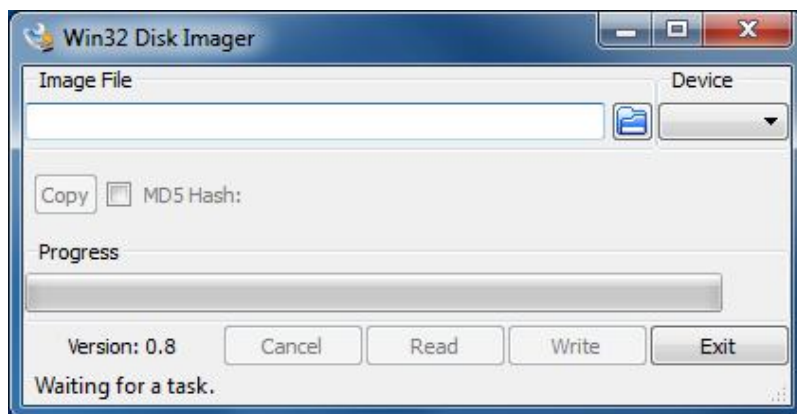 Win32 Disk Imager
Image File Device
Copy MD5 Hash:
Progress
Version: 0.8 Cancel Read Write Exit
Waiting for a task.